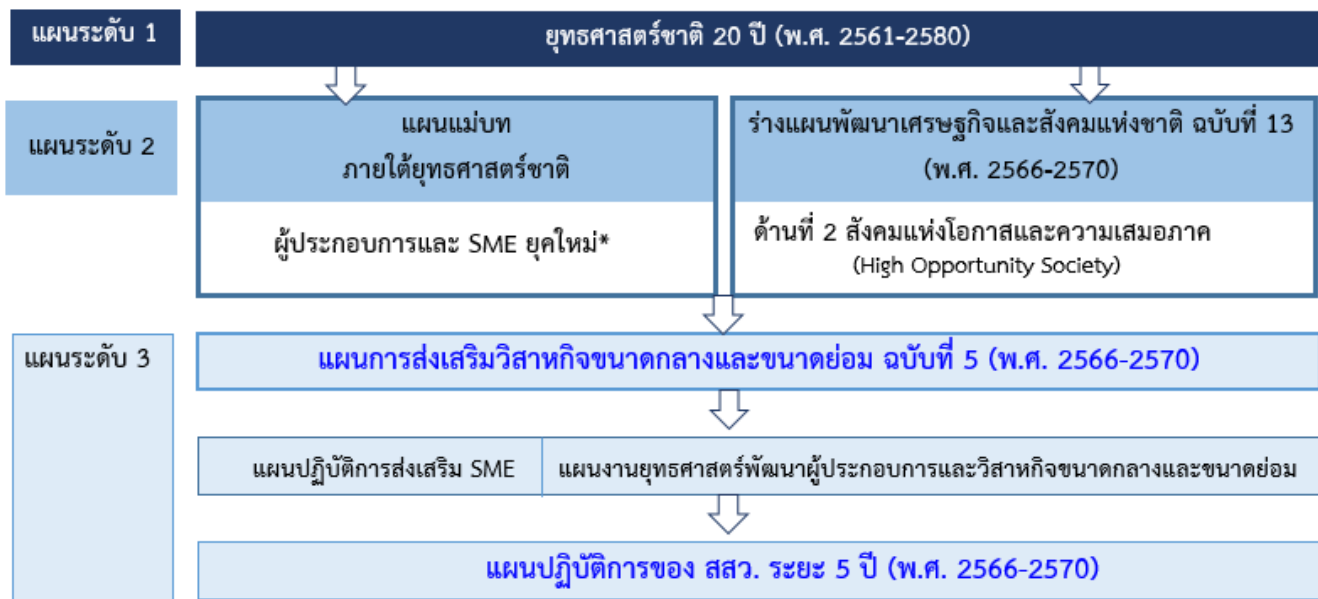 แผนระดับ 1
ยุทธศาสตร์ชาติ 20 ปี (พ.ศ. 2561-2580)
แผนระดับ 2
แผนแม่บท
ภายใต้ยุทธศาสตร์ชาติ
ผู้ประกอบการและ SME ยุคใหม่*
ร่างแผนพัฒนาเศรษฐกิจและสังคมแห่งชาติ ฉบับที่ 13
(พ.ศ. 2566-2570)
ด้านที่ 2 สังคมแห่งโอกาสและความเสมอภาค
(High Opportunity Society)
แผนระดับ 3
แผนการส่งเสริมวิสาหกิจขนาดกลางและขนาดย่อม ฉบับที่ 5 (พ.ศ. 2566-2570)
แผนปฏิบัติการส่งเสริม SME
แผนงานยุทธศาสตร์พัฒนาผู้ประกอบการและวิสาหกิจขนาดกลางและขนาดย่อม
แผนปฏิบัติการของ สสว. ระยะ 5 ปี (พ.ศ. 2566-2570)